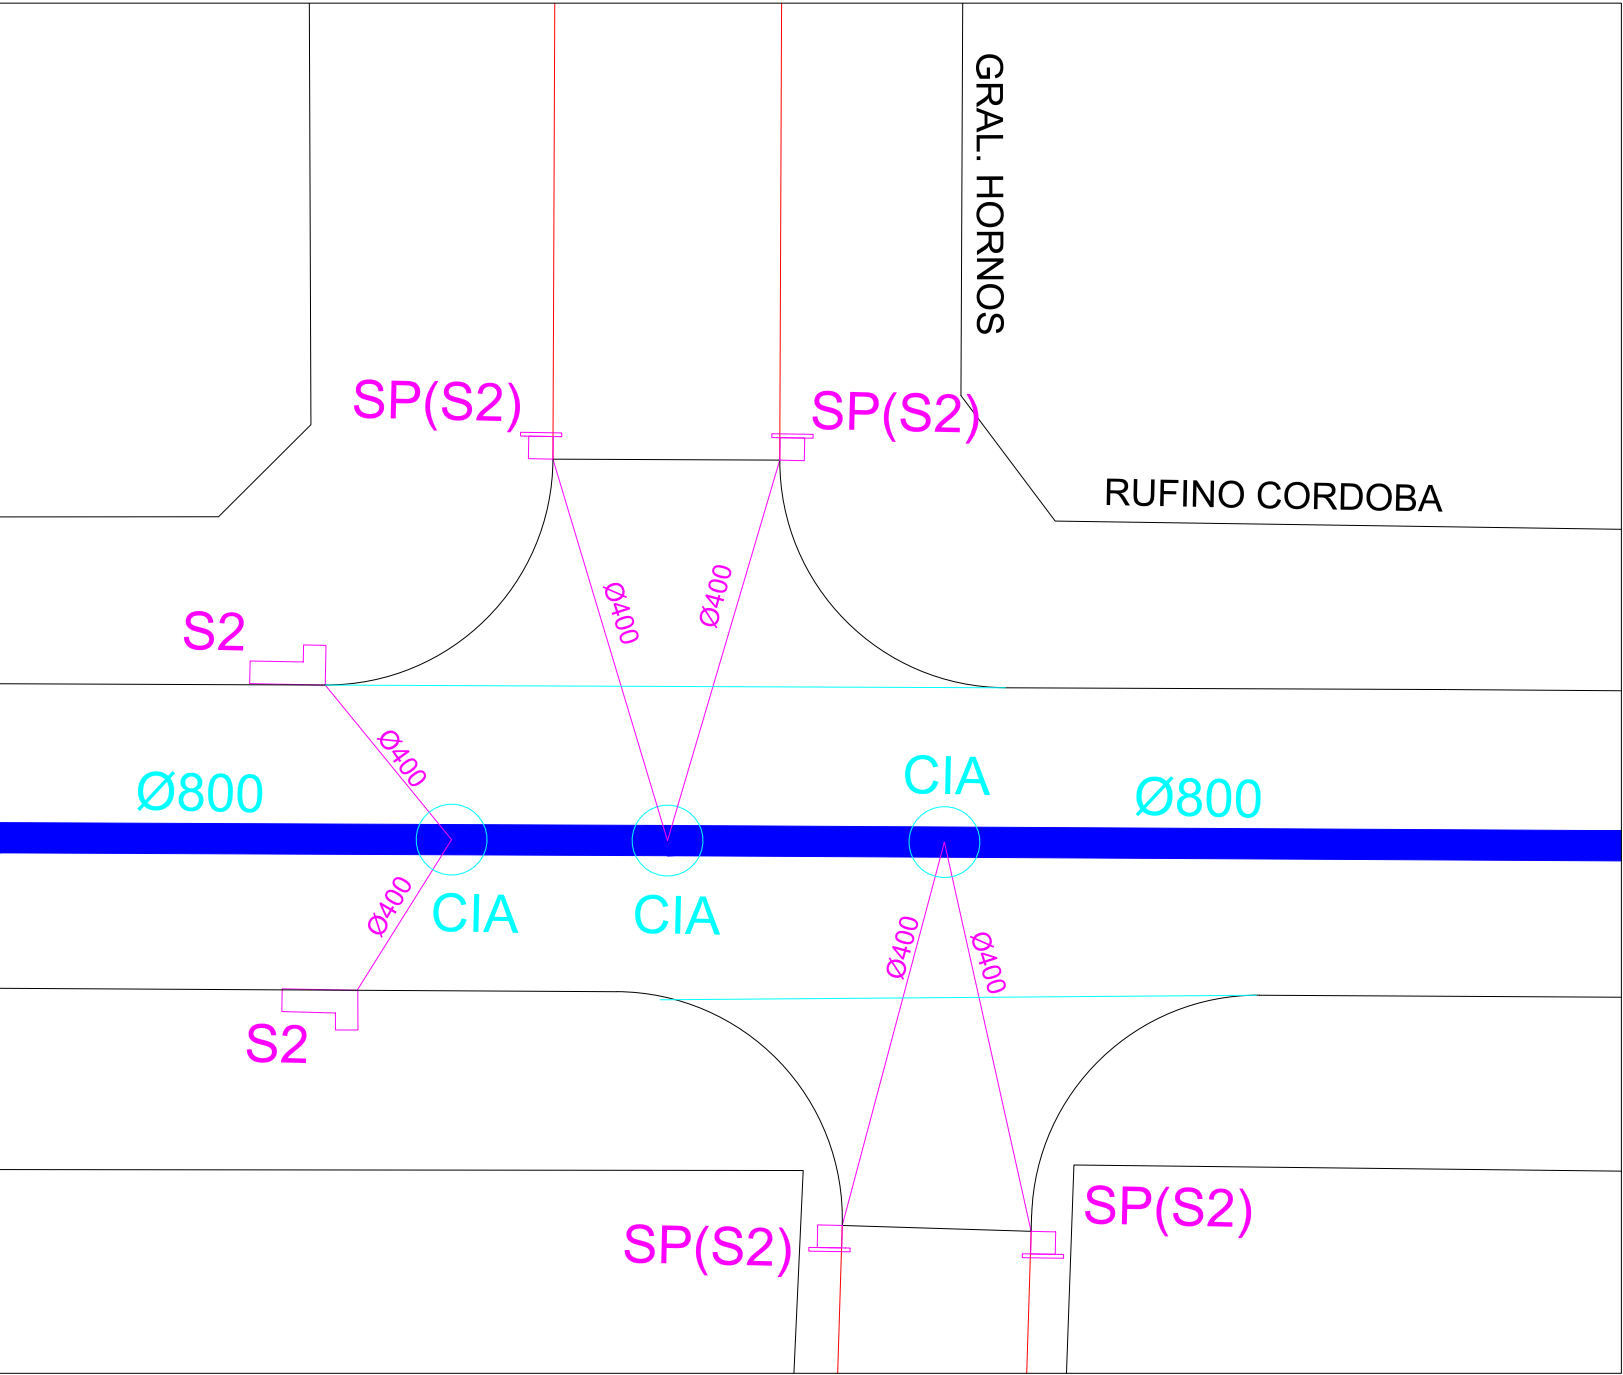 GRAL. HORNOS
SP(S2)
SP(S2)
RUFINO CORDOBA
Ø400
Ø400
S2
Ø400
Ø800
CIA
Ø800
Ø400
CIA
CIA
Ø400
Ø400
S2
SP(S2)
SP(S2)